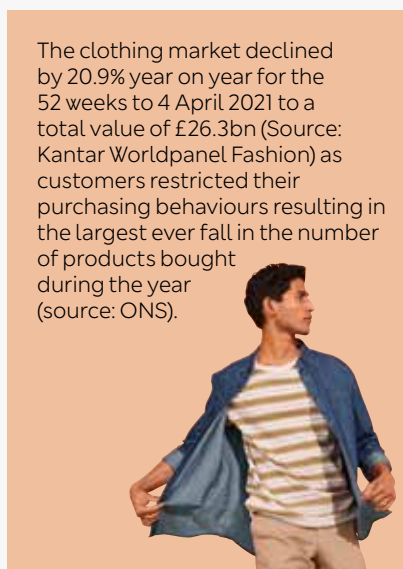 The clothing market declined
by 20.9% year on year for the
52 weeks to 4 April 2021 to a
total value of £26.3bn (Source:
Kantar Worldpanel Fashion) as
customers restricted their
purchasing behaviours resulting in
the largest ever fall in the number
of products bought
during the year
(source: ONS).